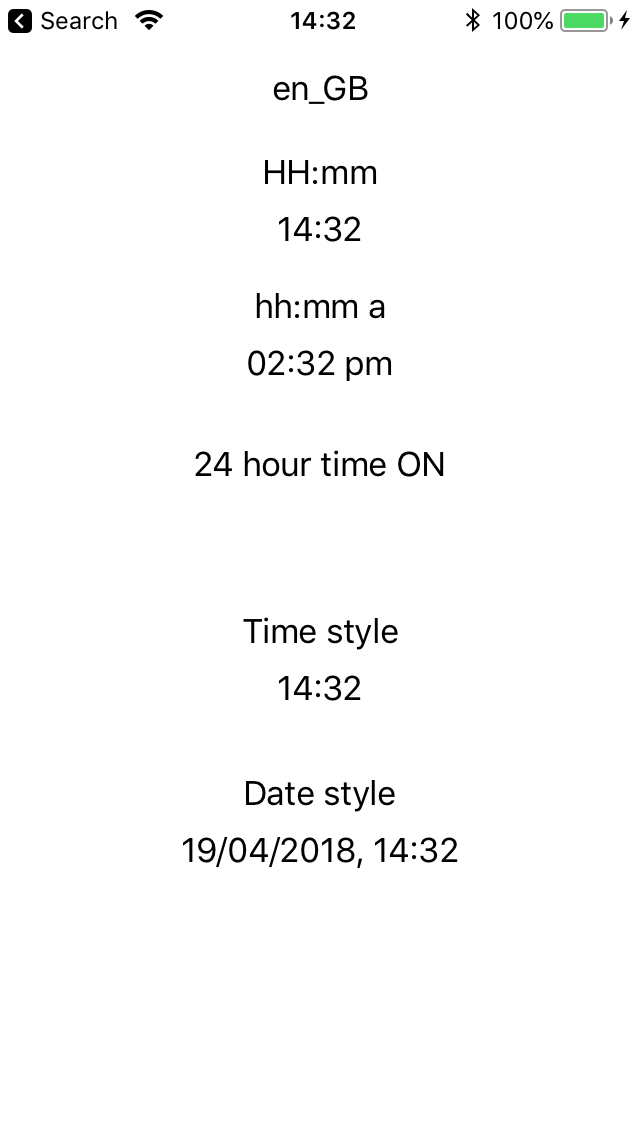 Search 14:32 100%
en_GB
HH:mm
14:32
hh:mm a
02:32 pm
24 hour time ON
Time style
14:32
Date style
19/04/2018, 14:32